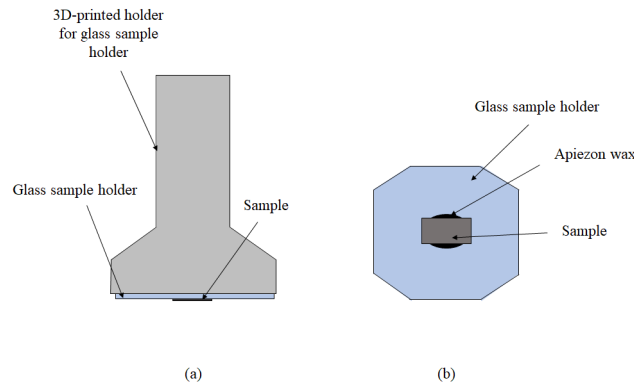 3D-printed holder
for glass sample
holder
Glass sample holder
Sample
(a)
Glass sample holder
Apiezon wax
Sample
(b)